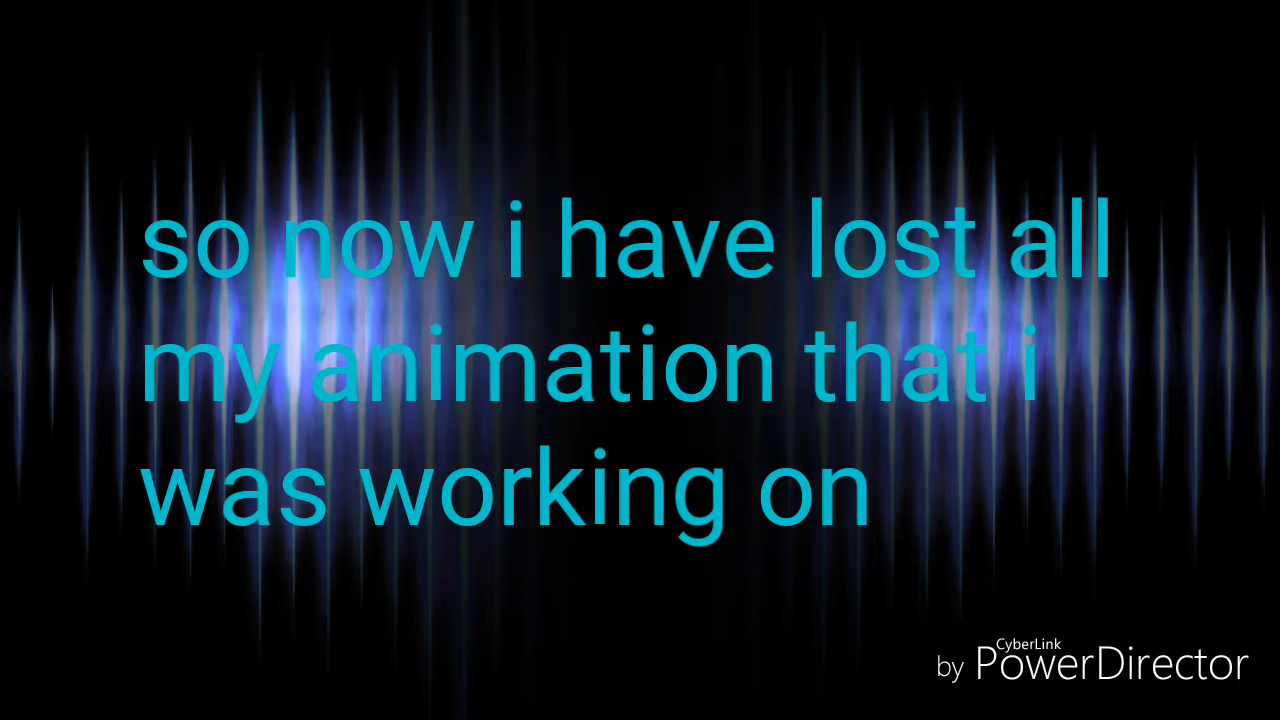 so now i have lost all
my animation that i
was working on
by CyberLink PowerDirector